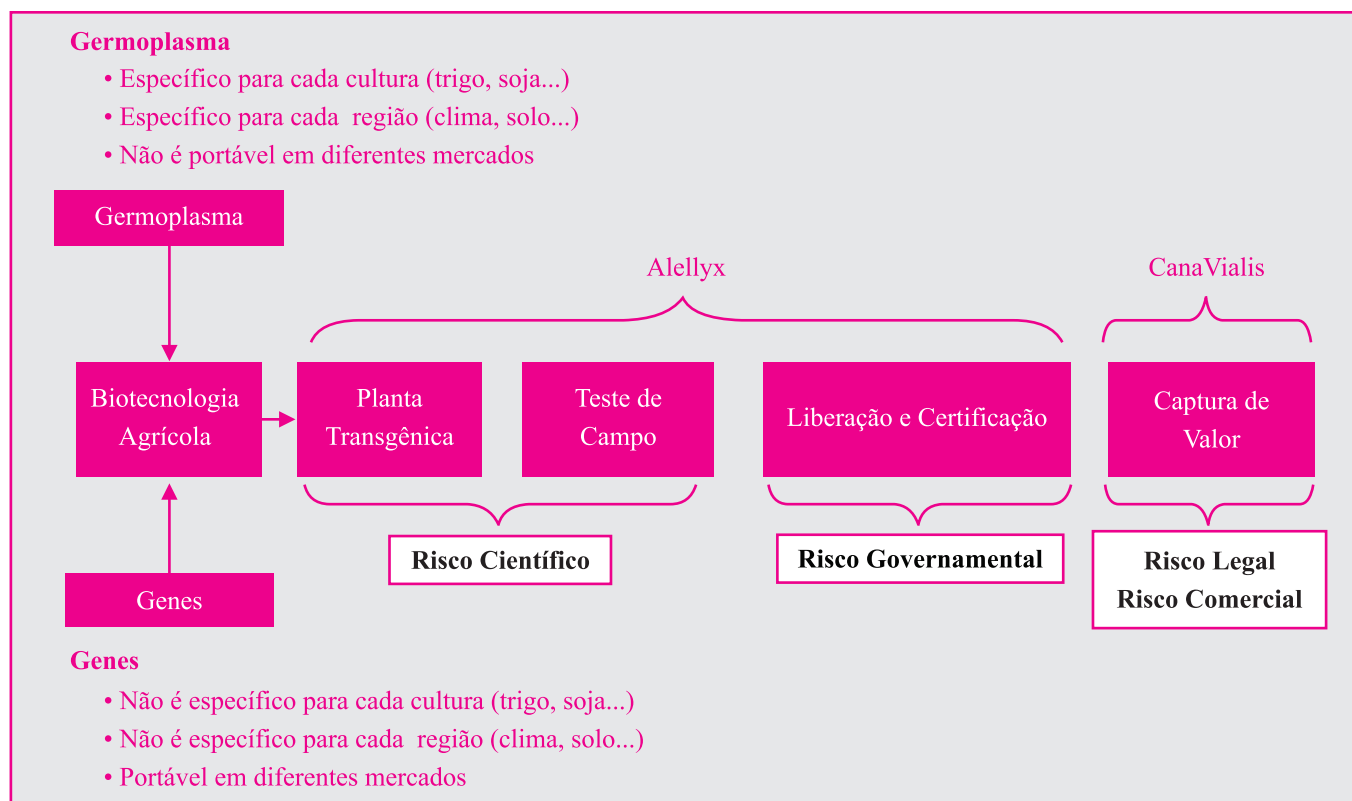 Germoplasma
• Específico para cada cultura (trigo, soja...)
• Específico para cada região (clima, solo...)
• Não é portável em diferentes mercados
Germoplasma
Alellyx
CanaVialis
Biotecnologia
Agrícola
Planta
Transgênica
Teste de
Campo
Liberação e Certificação
Captura de
Valor
Risco Científico
Risco Governamental
Risco Legal
Risco Comercial
Genes
Genes
• Não é específico para cada cultura (trigo, soja...)
• Não é específico para cada região (clima, solo...)
• Portável em diferentes mercados